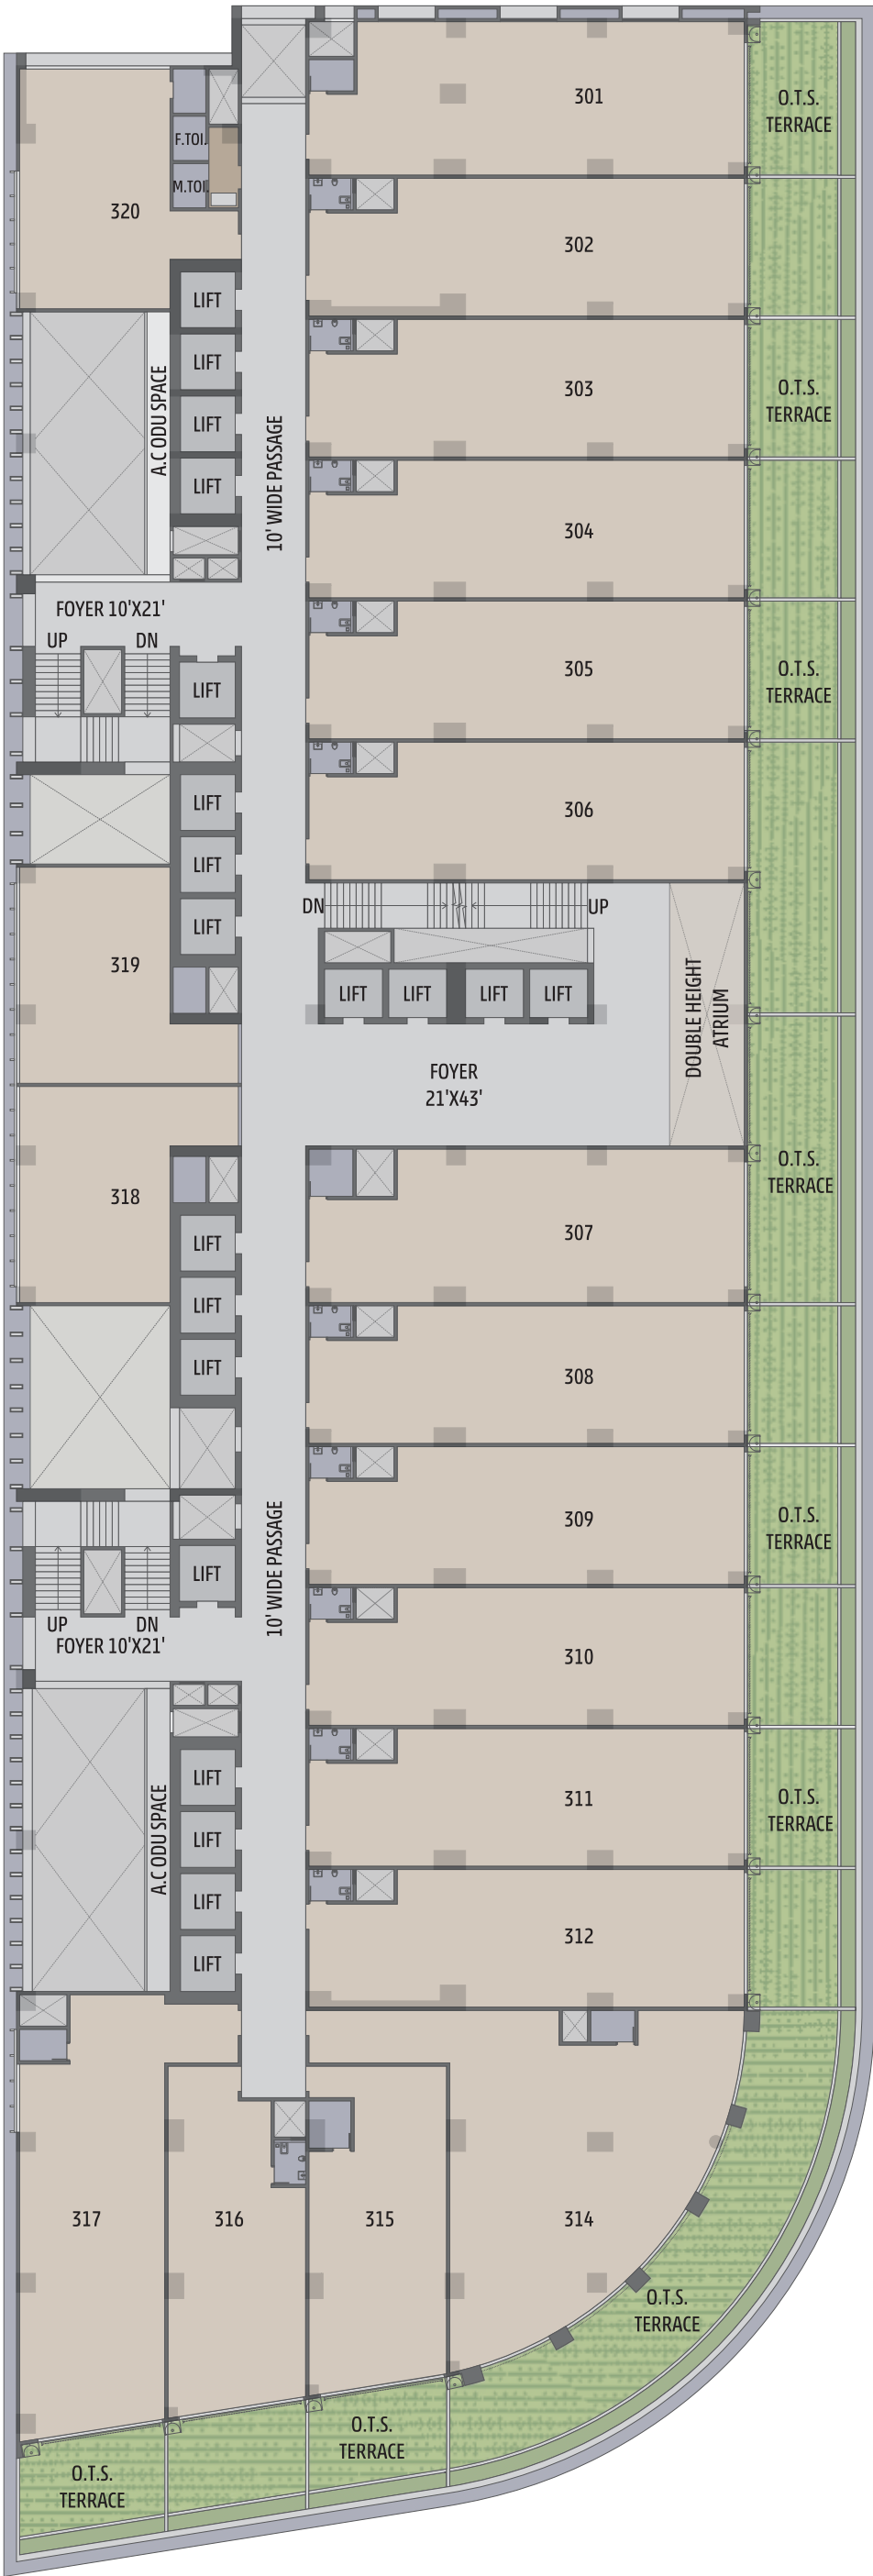 301
O.T.S.
TERRACE
F.TOI.
M.TOI.
320
302
LIFT
LIFT
LIFT
LIFT
A.C ODU SPACE
10' WIDE PASSAGE
303
O.T.S.
TERRACE
304
FOYER 10'X21'
UP
DN
LIFT
305
O.T.S.
TERRACE
LIFT
LIFT
LIFT
306
DN
UP
319
LIFT
LIFT
LIFT
LIFT
DOUBLE HEIGHT
ATRIUM
FOYER
21'X43'
318
O.T.S.
TERRACE
307
LIFT
LIFT
LIFT
308
10' WIDE PASSAGE
309
O.T.S.
TERRACE
LIFT
UP
DN
FOYER 10'X21'
310
LIFT
LIFT
LIFT
LIFT
A.C ODU SPACE
311
O.T.S.
TERRACE
312
317
316
315
314
O.T.S.
TERRACE
O.T.S.
TERRACE
O.T.S.
TERRACE